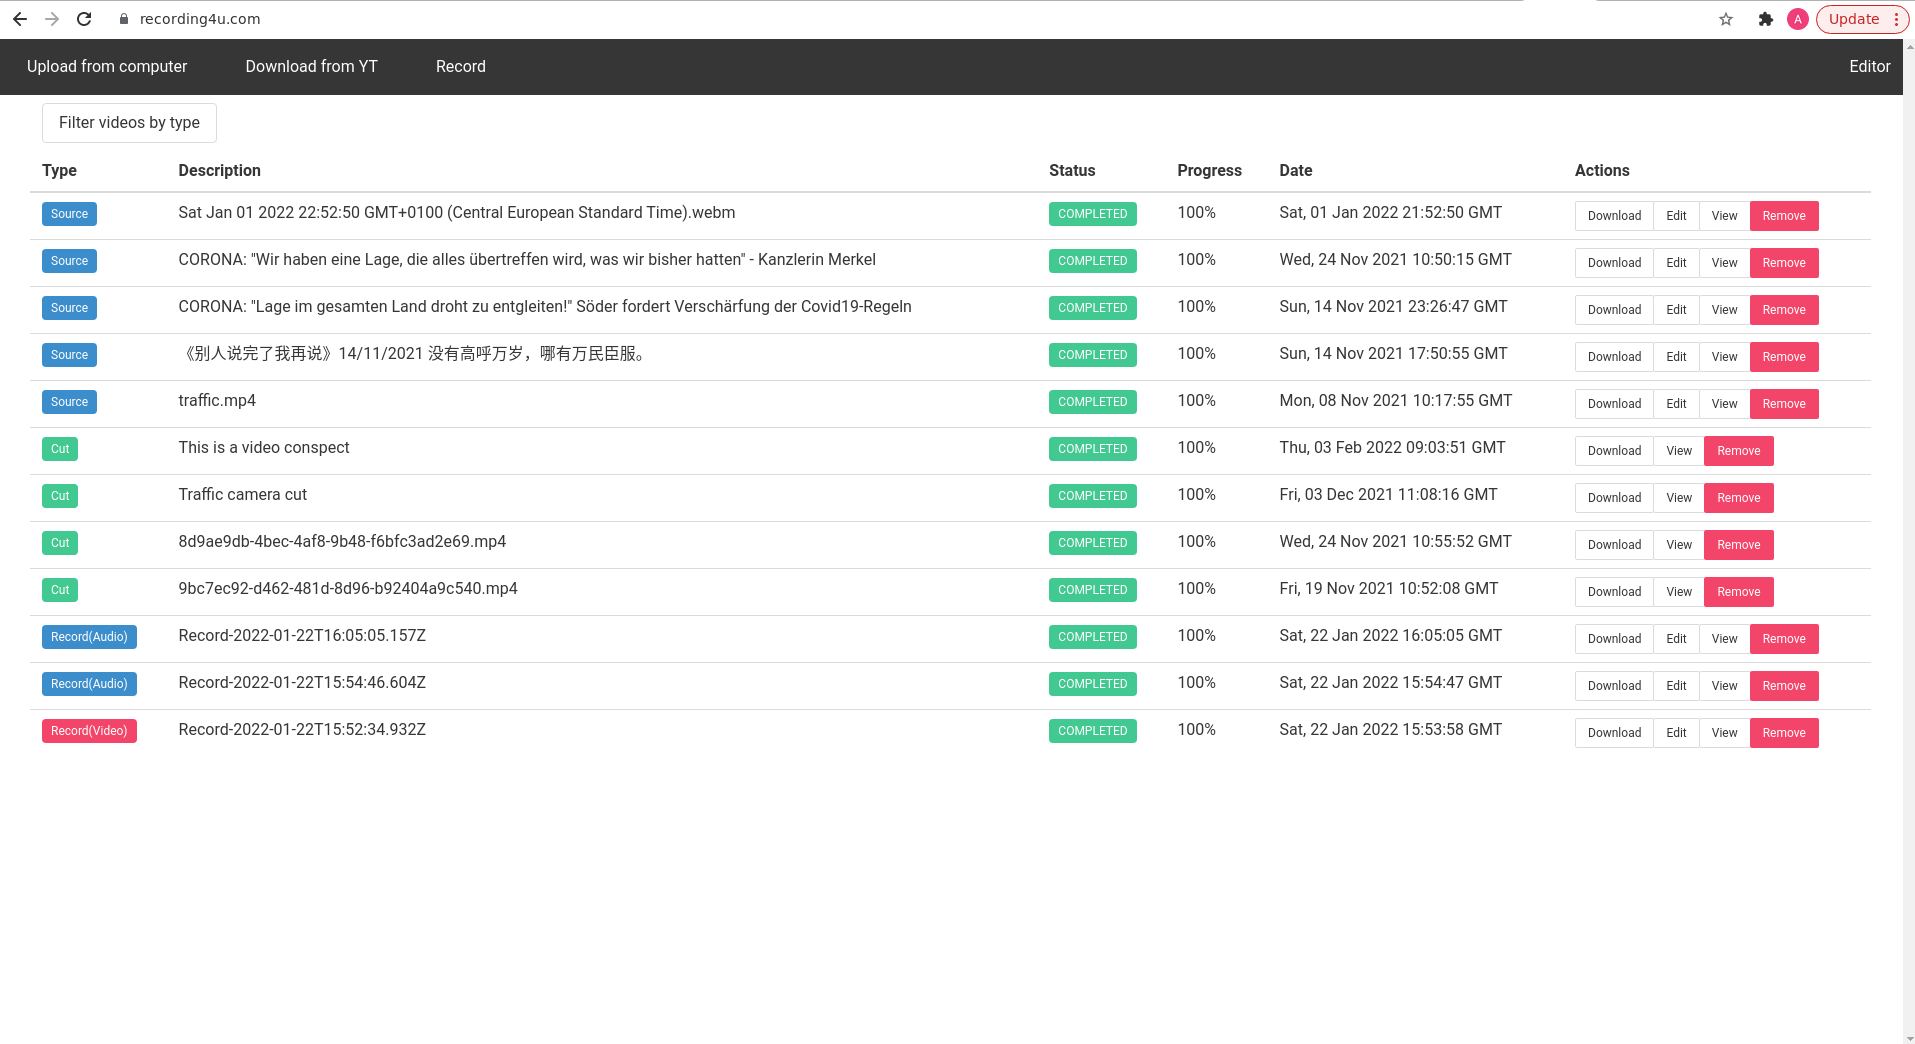 recording4u.com A Update
Upload from computer Download from YT Record Editor
Filter videos by type
Type Description Status Progress Date Actions
Source Sat Jan 01 2022 22:52:50 GMT+0100 (Central European Standard Time).webm COMPLETED 100% Sat, 01 Jan 2022 21:52:50 GMT Download Edit View Remove
Source CORONA: "Wir haben eine Lage, die alles übertreffen wird, was wir bisher hatten" - Kanzlerin Merkel COMPLETED 100% Wed, 24 Nov 2021 10:50:15 GMT Download Edit View Remove
Source CORONA: "Lage im gesamten Land droht zu entgleiten!" Söder fordert Verschärfung der Covid19-Regeln COMPLETED 100% Sun, 14 Nov 2021 23:26:47 GMT Download Edit View Remove
Source 《别人说完了我再说》14/11/2021 没有高呼万岁，哪有万民臣服。 COMPLETED 100% Sun, 14 Nov 2021 17:50:55 GMT Download Edit View Remove
Source traffic.mp4 COMPLETED 100% Mon, 08 Nov 2021 10:17:55 GMT Download Edit View Remove
Cut This is a video conspect COMPLETED 100% Thu, 03 Feb 2022 09:03:51 GMT Download View Remove
Cut Traffic camera cut COMPLETED 100% Fri, 03 Dec 2021 11:08:16 GMT Download View Remove
Cut 8d9ae9db-4bec-4af8-9b48-f6bfc3ad2e69.mp4 COMPLETED 100% Wed, 24 Nov 2021 10:55:52 GMT Download View Remove
Cut 9bc7ec92-d462-481d-8d96-b92404a9c540.mp4 COMPLETED 100% Fri, 19 Nov 2021 10:52:08 GMT Download View Remove
Record(Audio) Record-2022-01-22T16:05:05.157Z COMPLETED 100% Sat, 22 Jan 2022 16:05:05 GMT Download Edit View Remove
Record(Audio) Record-2022-01-22T15:54:46.604Z COMPLETED 100% Sat, 22 Jan 2022 15:54:47 GMT Download Edit View Remove
Record(Video) Record-2022-01-22T15:52:34.932Z COMPLETED 100% Sat, 22 Jan 2022 15:53:58 GMT Download Edit View Remove